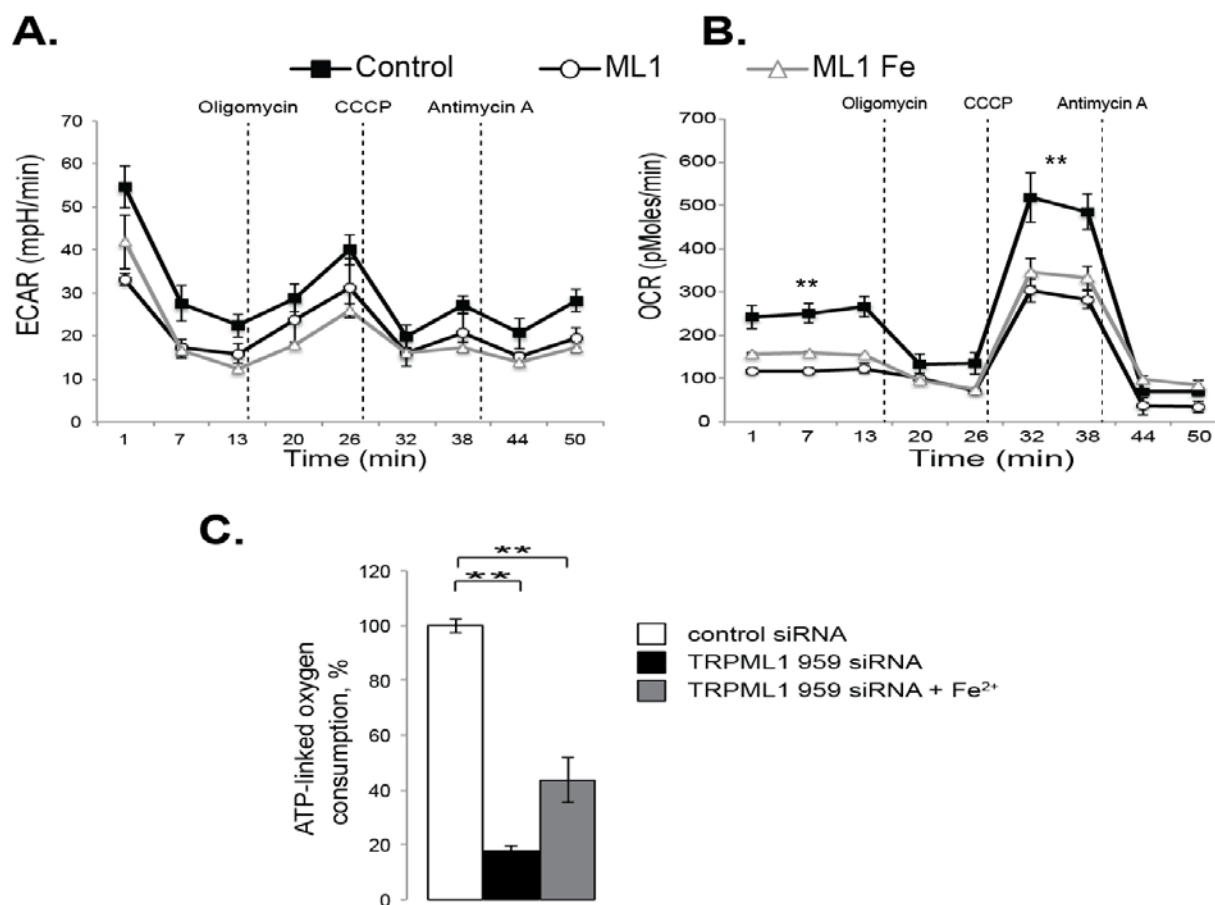 A.
B.
Control ML1 ML1 Fe
Oligomycin CCCP Antimycin A
70
60
50
40
30
20
10
0
ECAR (mpH/min)
1 7 13 20 26 32 38 44 50
Time (min)
Oligomycin CCCP Antimycin A
700
600
500
400
300
200
100
0
OCR (pMoles/min)
** **
1 7 13 20 26 32 38 44 50
Time (min)
C.
**
**
120
100
80
60
40
20
0
ATP-linked oxygen
consumption, %
control siRNA
TRPML1 959 siRNA
TRPML1 959 siRNA + Fe²⁺